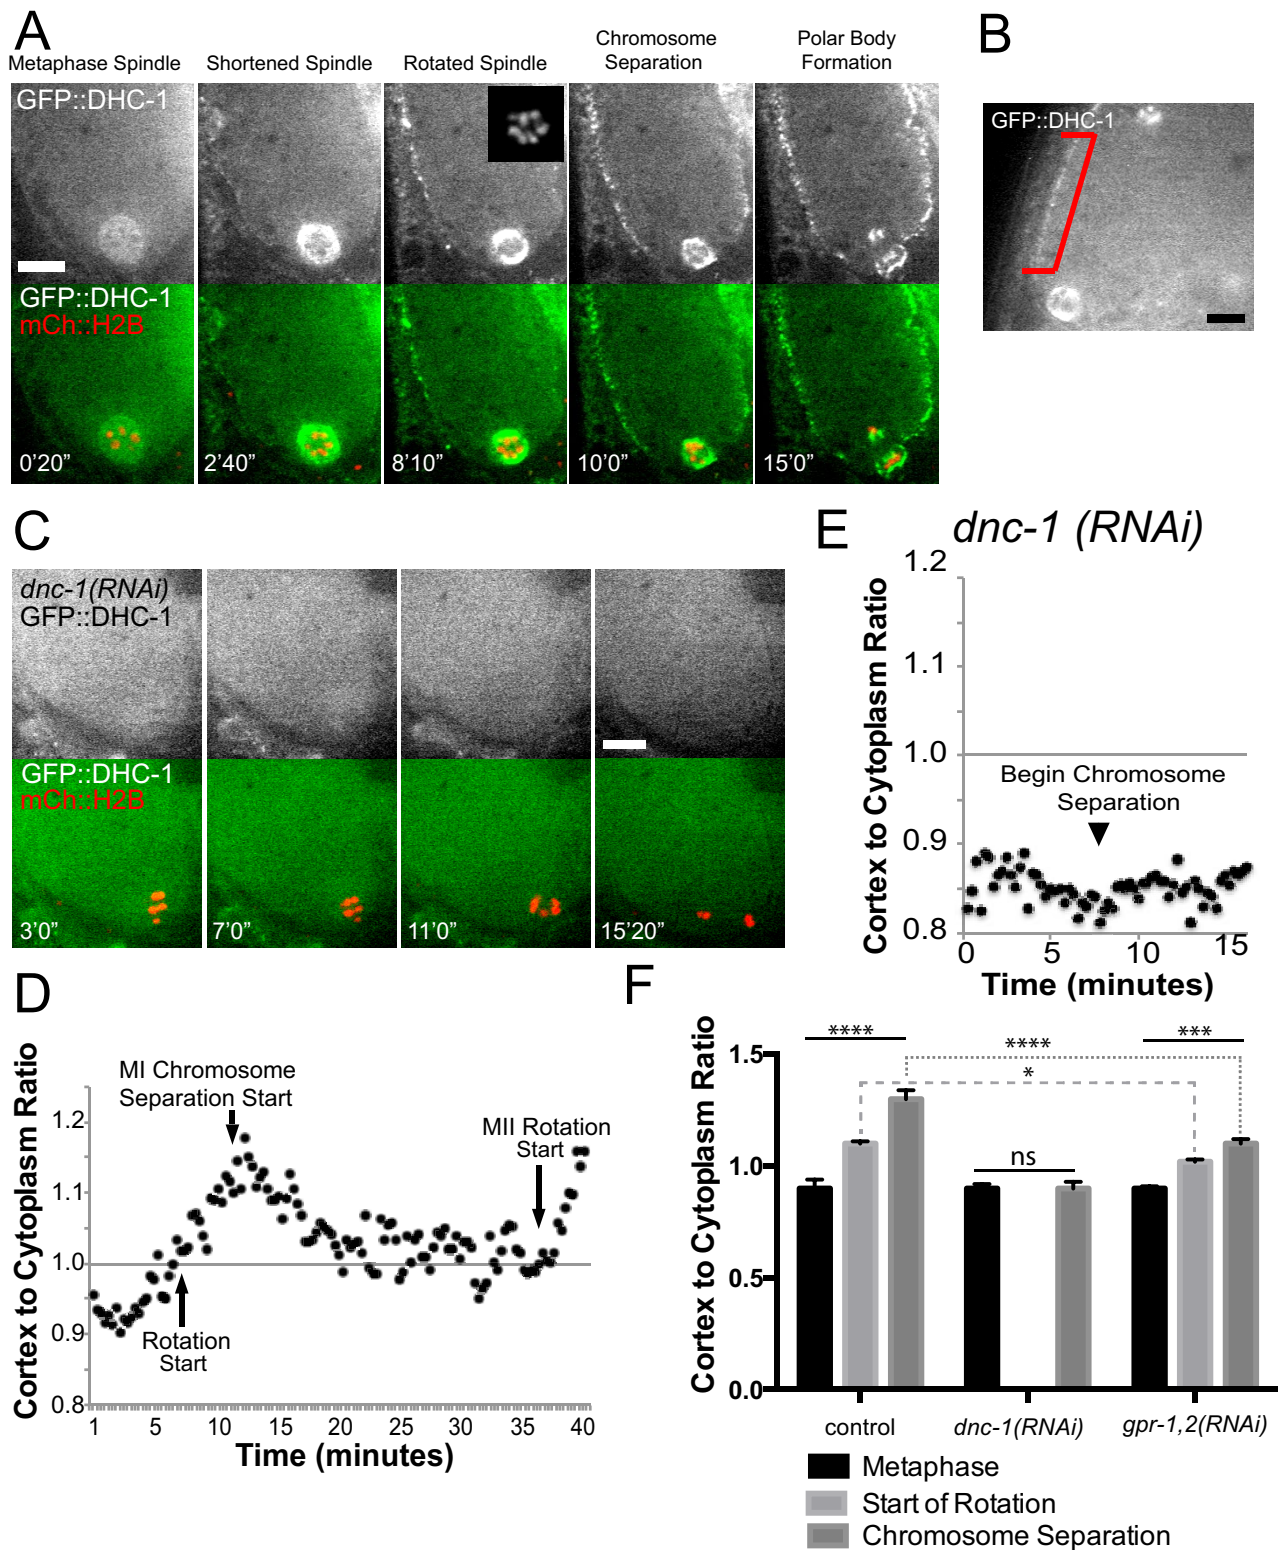 A
Metaphase Spindle
Shortened Spindle
Rotated Spindle
Chromosome
Separation
Polar Body
Formation
GFP::DHC-1
GFP::DHC-1
mCh::H2B
0'20"
2'40"
8'10"
10'0"
15'0"
B
GFP::DHC-1
C
dnc-1(RNAi)
GFP::DHC-1
GFP::DHC-1
mCh::H2B
3'0"
7'0"
11'0"
15'20"
E
dnc-1 (RNAi)
Cortex to Cytoplasm Ratio
1.2
1.1
1.0
0.9
0.8
Begin Chromosome
Separation
0
5
10
15
Time (minutes)
D
Cortex to Cytoplasm Ratio
1.2
1.1
1.0
0.9
0.8
MI Chromosome
Separation Start
Rotation
Start
MII Rotation
Start
1
5
10
15
20
25
30
35
40
Time (minutes)
F
Cortex to Cytoplasm Ratio
1.5
1.0
0.5
0.0
****
****
*
***
ns
control
dnc-1(RNAi)
gpr-1,2(RNAi)
Metaphase
Start of Rotation
Chromosome Separation